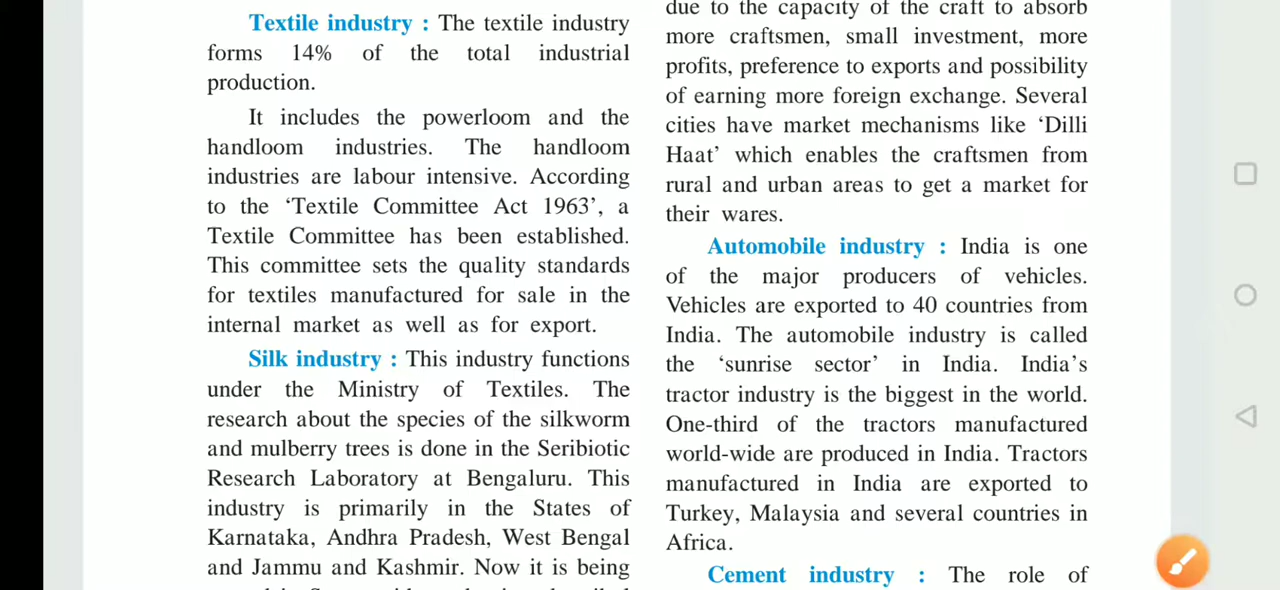 Textile industry : The textile industry
forms 14% of the total industrial
production.
It includes the powerloom and the
handloom industries. The handloom
industries are labour intensive. According
to the ‘Textile Committee Act 1963’, a
Textile Committee has been established.
This committee sets the quality standards
for textiles manufactured for sale in the
internal market as well as for export.
Silk industry : This industry functions
under the Ministry of Textiles. The
research about the species of the silkworm
and mulberry trees is done in the Seribiotic
Research Laboratory at Bengaluru. This
industry is primarily in the States of
Karnataka, Andhra Pradesh, West Bengal
and Jammu and Kashmir. Now it is being
due to the capacity of the craft to absorb
more craftsmen, small investment, more
profits, preference to exports and possibility
of earning more foreign exchange. Several
cities have market mechanisms like ‘Dilli
Haat’ which enables the craftsmen from
rural and urban areas to get a market for
their wares.
Automobile industry : India is one
of the major producers of vehicles.
Vehicles are exported to 40 countries from
India. The automobile industry is called
the ‘sunrise sector’ in India. India’s
tractor industry is the biggest in the world.
One-third of the tractors manufactured
world-wide are produced in India. Tractors
manufactured in India are exported to
Turkey, Malaysia and several countries in
Africa.
Cement industry : The role of